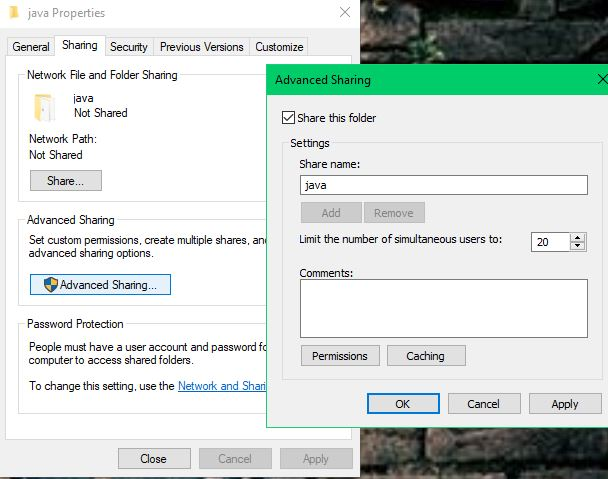 java Properties
General
Sharing
Security
Previous Versions
Customize
Network File and Folder Sharing
java
Not Shared
Network Path:
Not Shared
Share...
Advanced Sharing
Set custom permissions, create multiple shares, and
advanced sharing options.
Advanced Sharing...
Password Protection
People must have a user account and password fo
computer to access shared folders.
To change this setting, use the Network and Shari
Close
Cancel
Apply
Advanced Sharing
Share this folder
Settings
Share name:
java
Add
Remove
Limit the number of simultaneous users to:
20
Comments:
Permissions
Caching
OK
Cancel
Apply